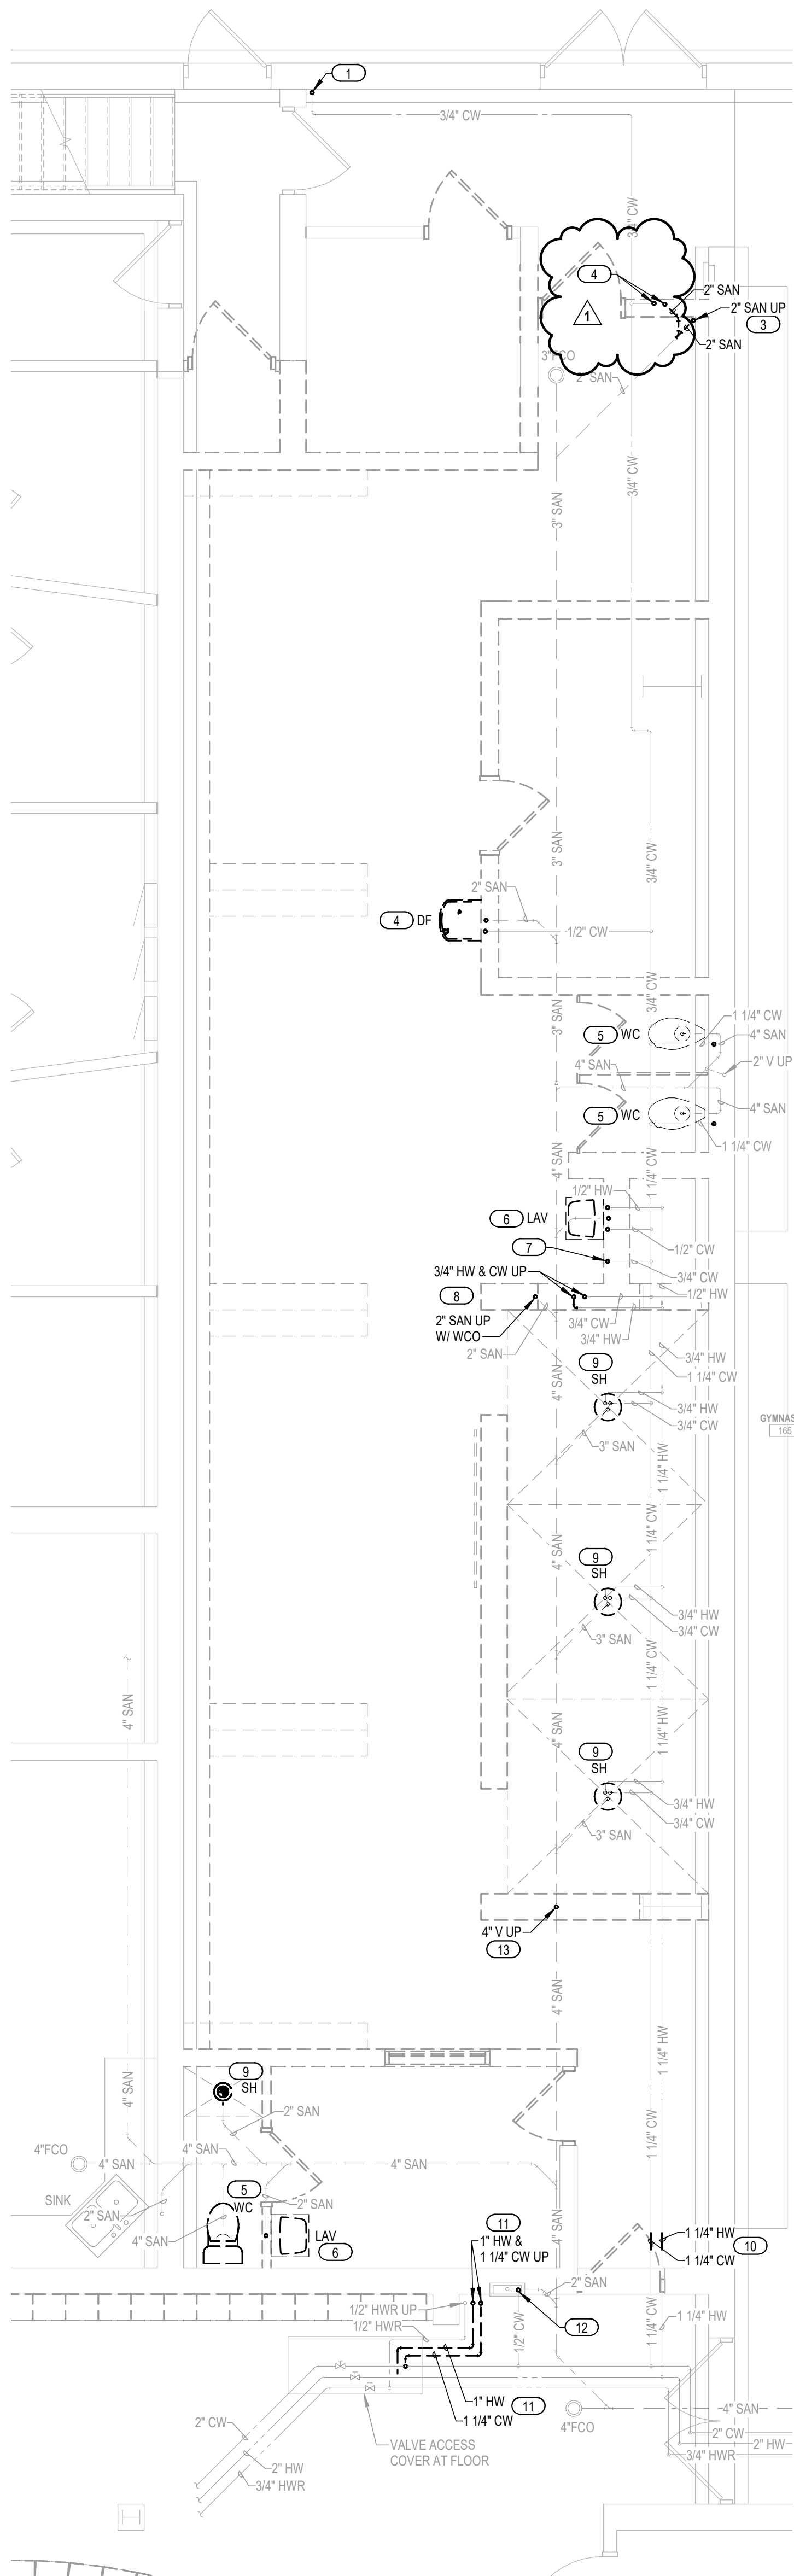 1
3/4" CW
3/4" CW
4
2" SAN
2" SAN UP
1
3
2" SAN
3"FCO
2" SAN
3/4" CW
3" SAN
3" SAN
3/4" CW
2" SAN
4 DF
1/2" CW
3/4" CW
3" SAN
1 1/4" CW
5 WC
4" SAN
2" V UP
4" SAN
5 WC
4" SAN
1 1/4" CW
4" SAN
1 1/4" CW
1/2" HW
6 LAV
1/2" CW
7
3/4" CW
3/4" HW & CW UP
1/2" HW
8
2" SAN UP
W/ WCO
3/4" CW
3/4" HW
2" SAN
3/4" HW
9
SH
1 1/4" CW
4" SAN
3/4" HW
3/4" CW
GYMNAS
165
3" SAN
1 1/4" HW
1 1/4" CW
4" SAN
9
SH
3/4" HW
3/4" CW
3" SAN
1 1/4" CW
4" SAN
4" SAN
1 1/4" HW
9
SH
3/4" HW
3/4" CW
3" SAN
4" V UP
13
4" SAN
1 1/4" HW
9
SH
4" SAN
2" SAN
1 1/4" CW
4"FCO
4" SAN
4" SAN
4" SAN
SINK
5
WC
2" SAN
2" SAN
4" SAN
LAV
6
11
1" HW &
1 1/4" CW UP
4" SAN
1 1/4" HW
10
1 1/4" CW
2" SAN
1/2" HWR UP
1/2" HWR
12
1/2" CW
1 1/4" CW
1 1/4" HW
1" HW
11
1 1/4" CW
4"FCO
4" SAN
2" CW
2" CW
2" HW
3/4" HWR
VALVE ACCESS
COVER AT FLOOR
2" HW
3/4" HWR